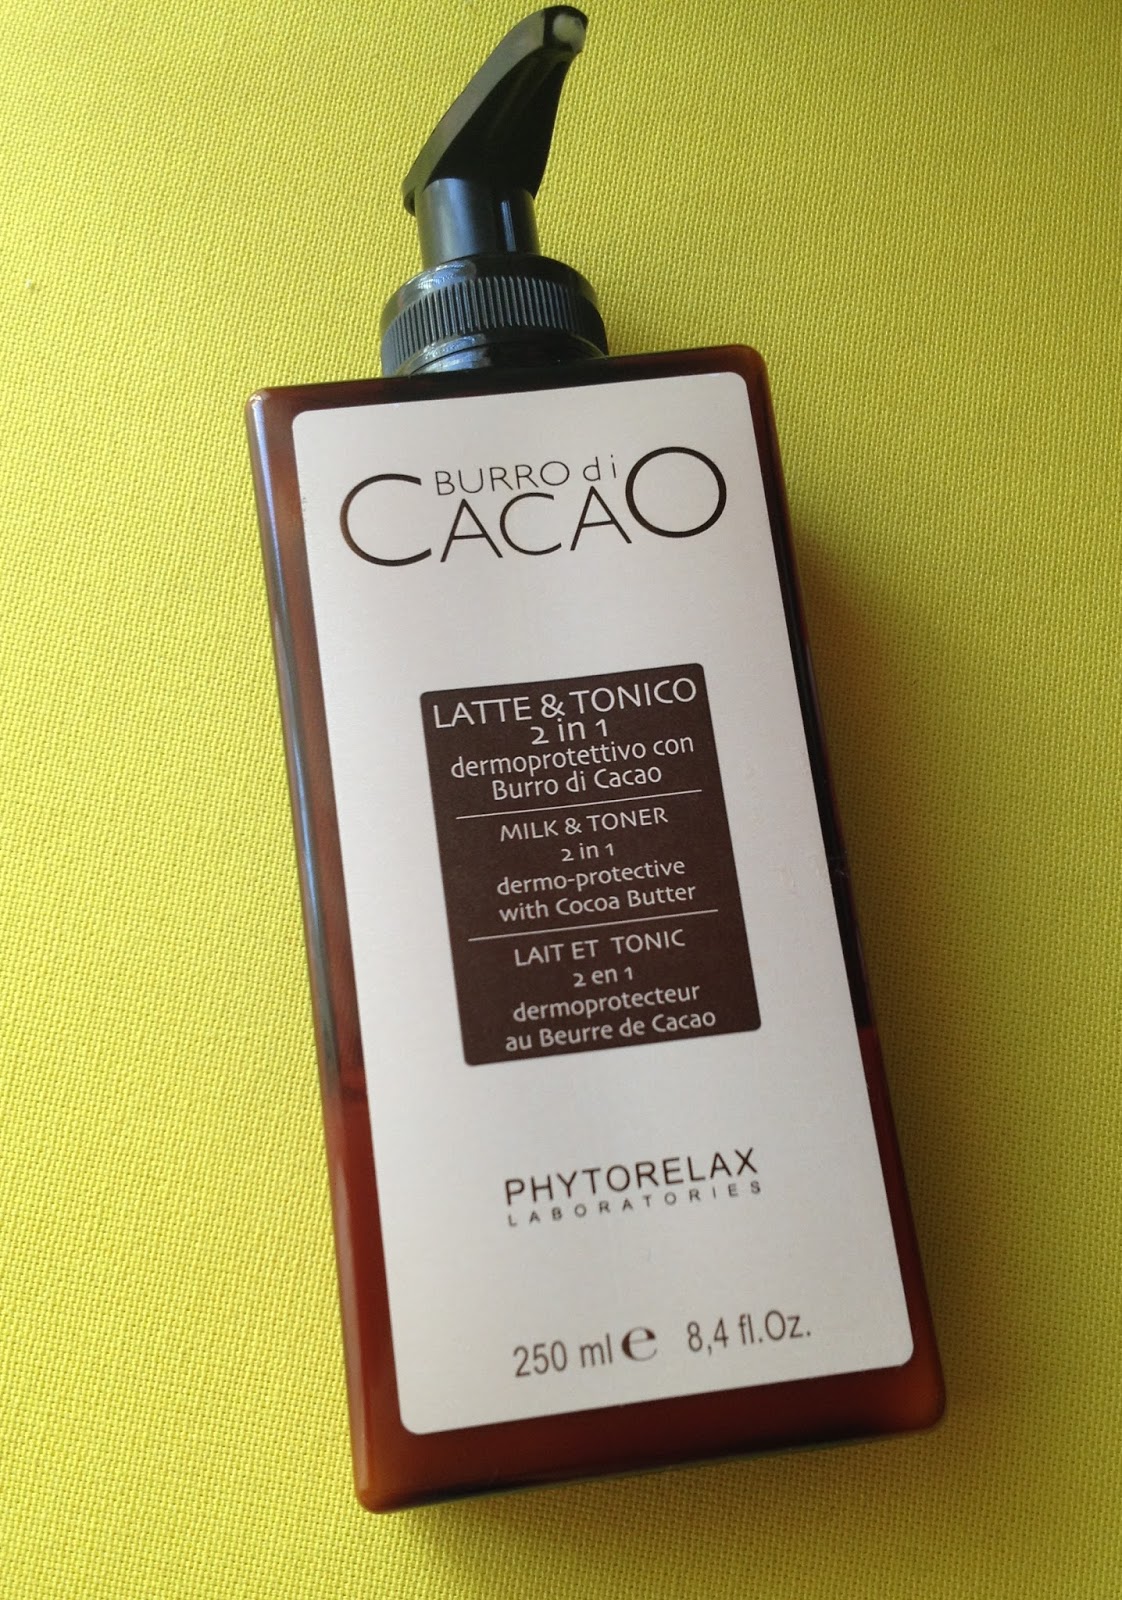 BURRO di
CACAO
LATTE & TONICO
2 in 1
dermoprotettivo con
Burro di Cacao
MILK & TONER
2 in 1
dermo-protective
with Cocoa Butter
LAIT ET TONIC
2 en 1
dermoprotecteur
au Beurre de Cacao
PHYTORELAX
LABORATORIES
250 ml ℮ 8,4 fl.Oz.